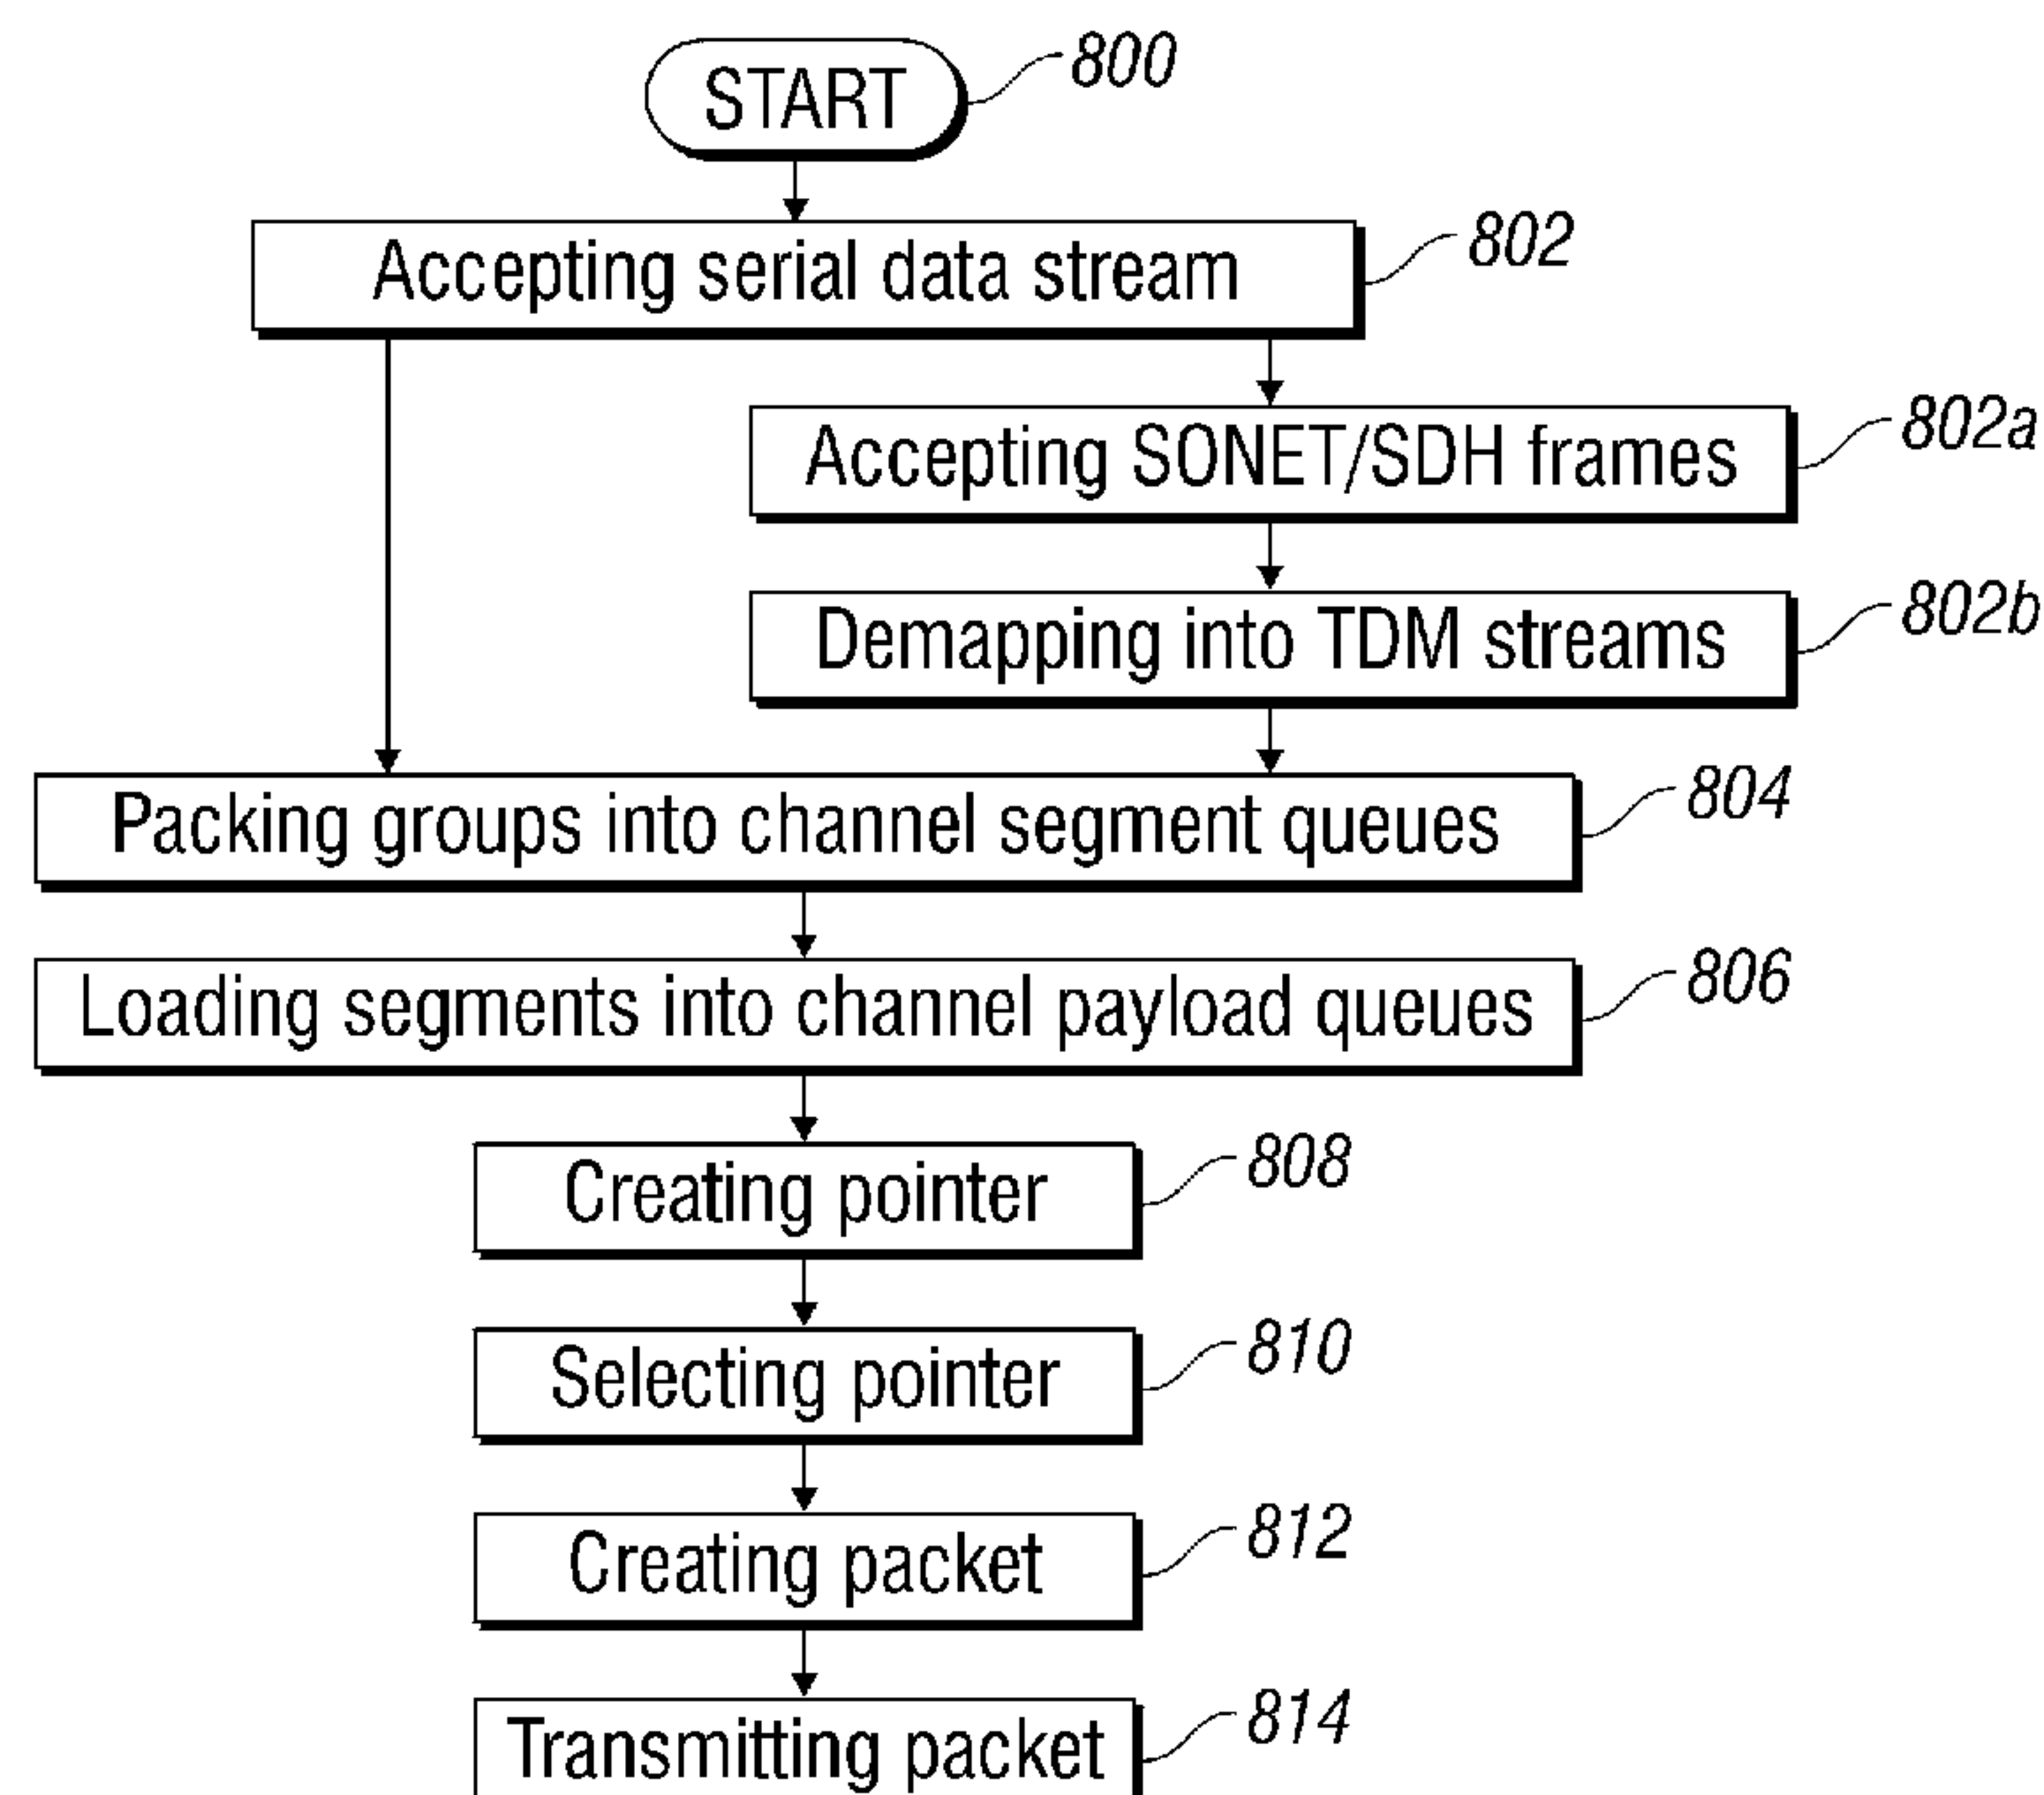 START
800
Accepting serial data stream
802
Accepting SONET/SDH frames
802a
Demapping into TDM streams
802b
Packing groups into channel segment queues
804
Loading segments into channel payload queues
806
Creating pointer
808
Selecting pointer
810
Creating packet
812
Transmitting packet
814